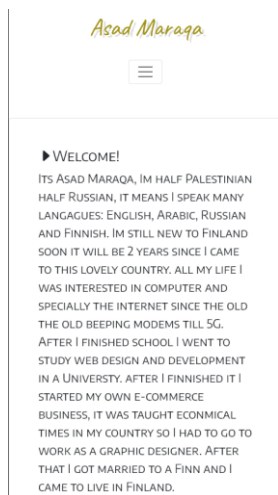 Asad Maraqa
Welcome!
Its Asad Maraqa, Im half Palestinian
half Russian, it means I speak many
langagues: English, Arabic, Russian
and Finnish. Im still new to Finland
soon it will be 2 years since I came
to this lovely country. all my life I
was interested in computer and
specially the internet since the old
the old beeping modems till 5G.
After I finished school I went to
study web design and development
in a Universty. after I finnished it I
started my own e-commerce
business, it was taught econmical
times in my country so I had to go to
work as a graphic designer. After
that I got married to a Finn and I
came to live in Finland.